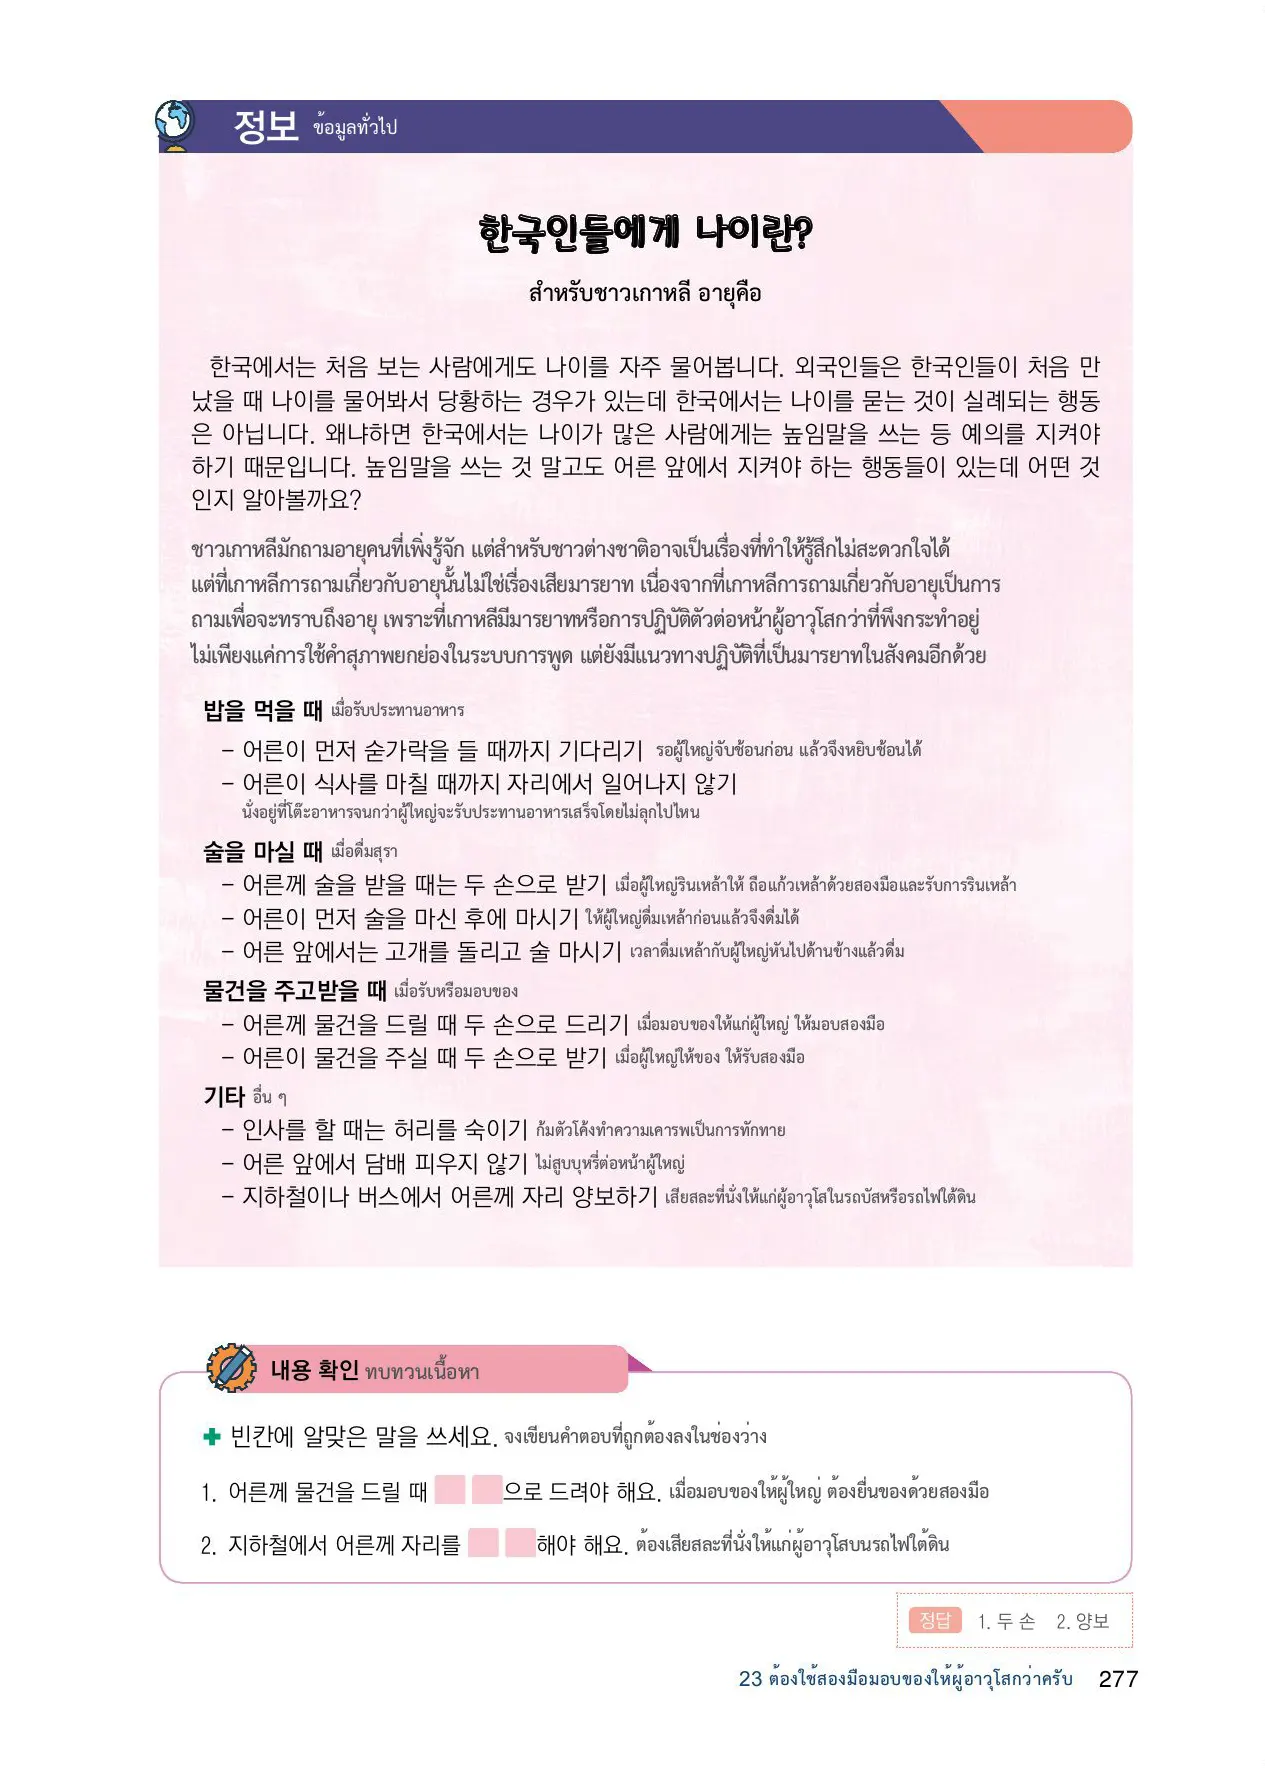 정보 ข้อมูลทั่วไป
한국인들에게 나이란?
สำหรับชาวเกาหลี อายุคือ
한국에서는 처음 보는 사람에게도 나이를 자주 물어봅니다. 외국인들은 한국인들이 처음 만
났을 때 나이를 물어봐서 당황하는 경우가 있는데 한국에서는 나이를 묻는 것이 실례되는 행동
은 아닙니다. 왜냐하면 한국에서는 나이가 많은 사람에게는 높임말을 쓰는 등 예의를 지켜야
하기 때문입니다. 높임말을 쓰는 것 말고도 어른 앞에서 지켜야 하는 행동들이 있는데 어떤 것
인지 알아볼까요?
ชาวเกาหลีมักถามอายุคนที่เพิ่งรู้จัก แต่สำหรับชาวต่างชาติอาจเป็นเรื่องที่ทำให้รู้สึกไม่สะดวกใจได้
แต่ที่เกาหลีการถามเกี่ยวกับอายุนั้นไม่ใช่เรื่องเสียมารยาท เนื่องจากที่เกาหลีการถามเกี่ยวกับอายุเป็นการ
ถามเพื่อจะทราบถึงอายุ เพราะที่เกาหลีมีมารยาทหรือการปฏิบัติตัวต่อหน้าผู้อาวุโสกว่าที่พึงกระทำอยู่
ไม่เพียงแค่การใช้คำสุภาพยกย่องในระบบการพูด แต่ยังมีแนวทางปฏิบัติที่เป็นมารยาทในสังคมอีกด้วย
밥을 먹을 때 เมื่อรับประทานอาหาร
– 어른이 먼저 숟가락을 들 때까지 기다리기 รอผู้ใหญ่จับช้อนก่อน แล้วจึงหยิบช้อนได้
– 어른이 식사를 마칠 때까지 자리에서 일어나지 않기
นั่งอยู่ที่โต๊ะอาหารจนกว่าผู้ใหญ่จะรับประทานอาหารเสร็จโดยไม่ลุกไปไหน
술을 마실 때 เมื่อดื่มสุรา
– 어른께 술을 받을 때는 두 손으로 받기 เมื่อผู้ใหญ่รินเหล้าให้ ถือแก้วเหล้าด้วยสองมือและรับการรินเหล้า
– 어른이 먼저 술을 마신 후에 마시기 ให้ผู้ใหญ่ดื่มเหล้าก่อนแล้วจึงดื่มได้
– 어른 앞에서는 고개를 돌리고 술 마시기 เวลาดื่มเหล้ากับผู้ใหญ่หันไปด้านข้างแล้วดื่ม
물건을 주고받을 때 เมื่อรับหรือมอบของ
– 어른께 물건을 드릴 때 두 손으로 드리기 เมื่อมอบของให้แก่ผู้ใหญ่ ให้มอบสองมือ
– 어른이 물건을 주실 때 두 손으로 받기 เมื่อผู้ใหญ่ให้ของ ให้รับสองมือ
기타 อื่น ๆ
– 인사를 할 때는 허리를 숙이기 ก้มตัวโค้งทำความเคารพเป็นการทักทาย
– 어른 앞에서 담배 피우지 않기 ไม่สูบบุหรี่ต่อหน้าผู้ใหญ่
– 지하철이나 버스에서 어른께 자리 양보하기 เสียสละที่นั่งให้แก่ผู้อาวุโสในรถบัสหรือรถไฟใต้ดิน
내용 확인 ทบทวนเนื้อหา
빈칸에 알맞은 말을 쓰세요. จงเขียนคำตอบที่ถูกต้องลงในช่องว่าง
1. 어른께 물건을 드릴 때 으로 드려야 해요. เมื่อมอบของให้ผู้ใหญ่ ต้องยื่นของด้วยสองมือ
2. 지하철에서 어른께 자리를 해야 해요. ต้องเสียสละที่นั่งให้แก่ผู้อาวุโสบนรถไฟใต้ดิน
정답 1. 두 손 2. 양보
23 ต้องใช้สองมือมอบของให้ผู้อาวุโสกว่าครับ 277